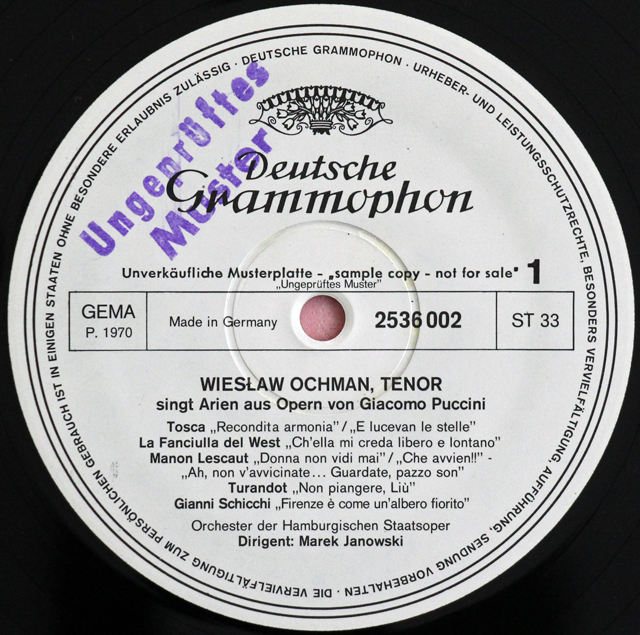 DIE VERVIELFÄLTIGUNG ZUM PERSÖNLICHEN GEBRAUCH IST IN EINIGEN STAATEN OHNE BESONDERE ERLAUBNIS ZULÄSSIG · DEUTSCHE GRAMMOPHON · URHEBER- UND LEISTUNGSSCHUTZRECHTE, BESONDERS VERVIELFÄLTIGUNG, AUFFÜHRUNG, SENDUNG VORBEHALTEN ·
Ungeprüftes
Muster
Deutsche
Grammophon
Unverkäufliche Musterplatte - „sample copy - not for sale" 1
„Ungeprüftes Muster"
GEMA
P. 1970
Made in Germany
2536 002
ST 33
WIESŁAW OCHMAN, TENOR
singt Arien aus Opern von Giacomo Puccini
Tosca „Recondita armonia"/„E lucevan le stelle"
La Fanciulla del West „Ch'ella mi creda libero e lontano"
Manon Lescaut „Donna non vidi mai"/„Che avvien!!" -
„Ah, non v'avvicinate... Guardate, pazzo son"
Turandot „Non piangere, Liù"
Gianni Schicchi „Firenze è come un'albero fiorito"
Orchester der Hamburgischen Staatsoper
Dirigent: Marek Janowski